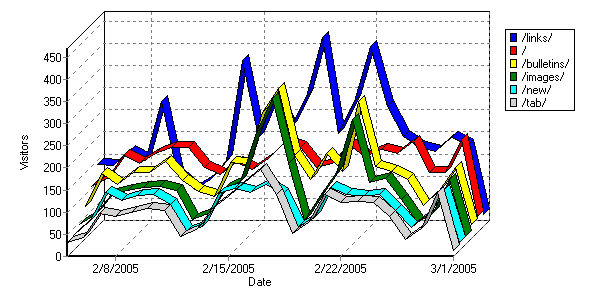 Visitors
450
400
350
300
250
200
150
100
50
0
2/8/2005
2/15/2005
2/22/2005
3/1/2005
Date
/links/
/
/bulletins/
/images/
/new/
/tab/